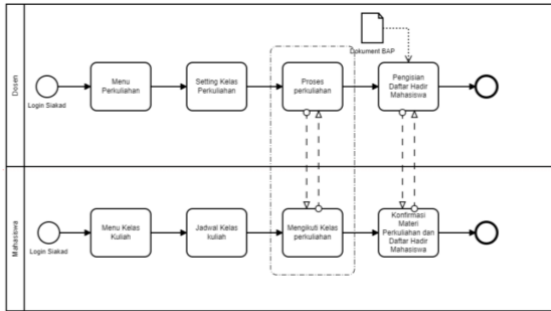 Dosen
Login Siakad
Menu
Perkuliahan
Setting Kelas
Perkuliahan
Proses
perkuliahan
Dokumen BAP
Pengisian
Daftar Hadir
Mahasiswa
Mahasiswa
Login Siakad
Menu Kelas
Kuliah
Jadwal Kelas
kuliah
Mengikuti Kelas
perkuliahan
Konfirmasi
Materi
Perkuliahan dan
Daftar Hadir
Mahasiswa